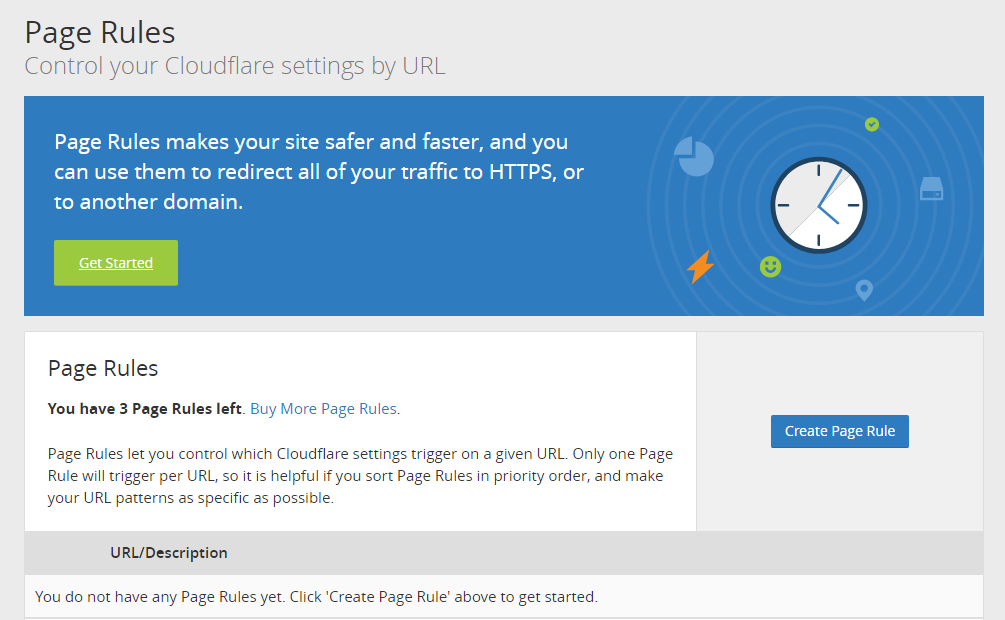 Page Rules
Control your Cloudflare settings by URL
Page Rules makes your site safer and faster, and you
can use them to redirect all of your traffic to HTTPS, or
to another domain.
Get Started
Page Rules
You have 3 Page Rules left. Buy More Page Rules.
Page Rules let you control which Cloudflare settings trigger on a given URL. Only one Page
Rule will trigger per URL, so it is helpful if you sort Page Rules in priority order, and make
your URL patterns as specific as possible.
Create Page Rule
URL/Description
You do not have any Page Rules yet. Click 'Create Page Rule' above to get started.